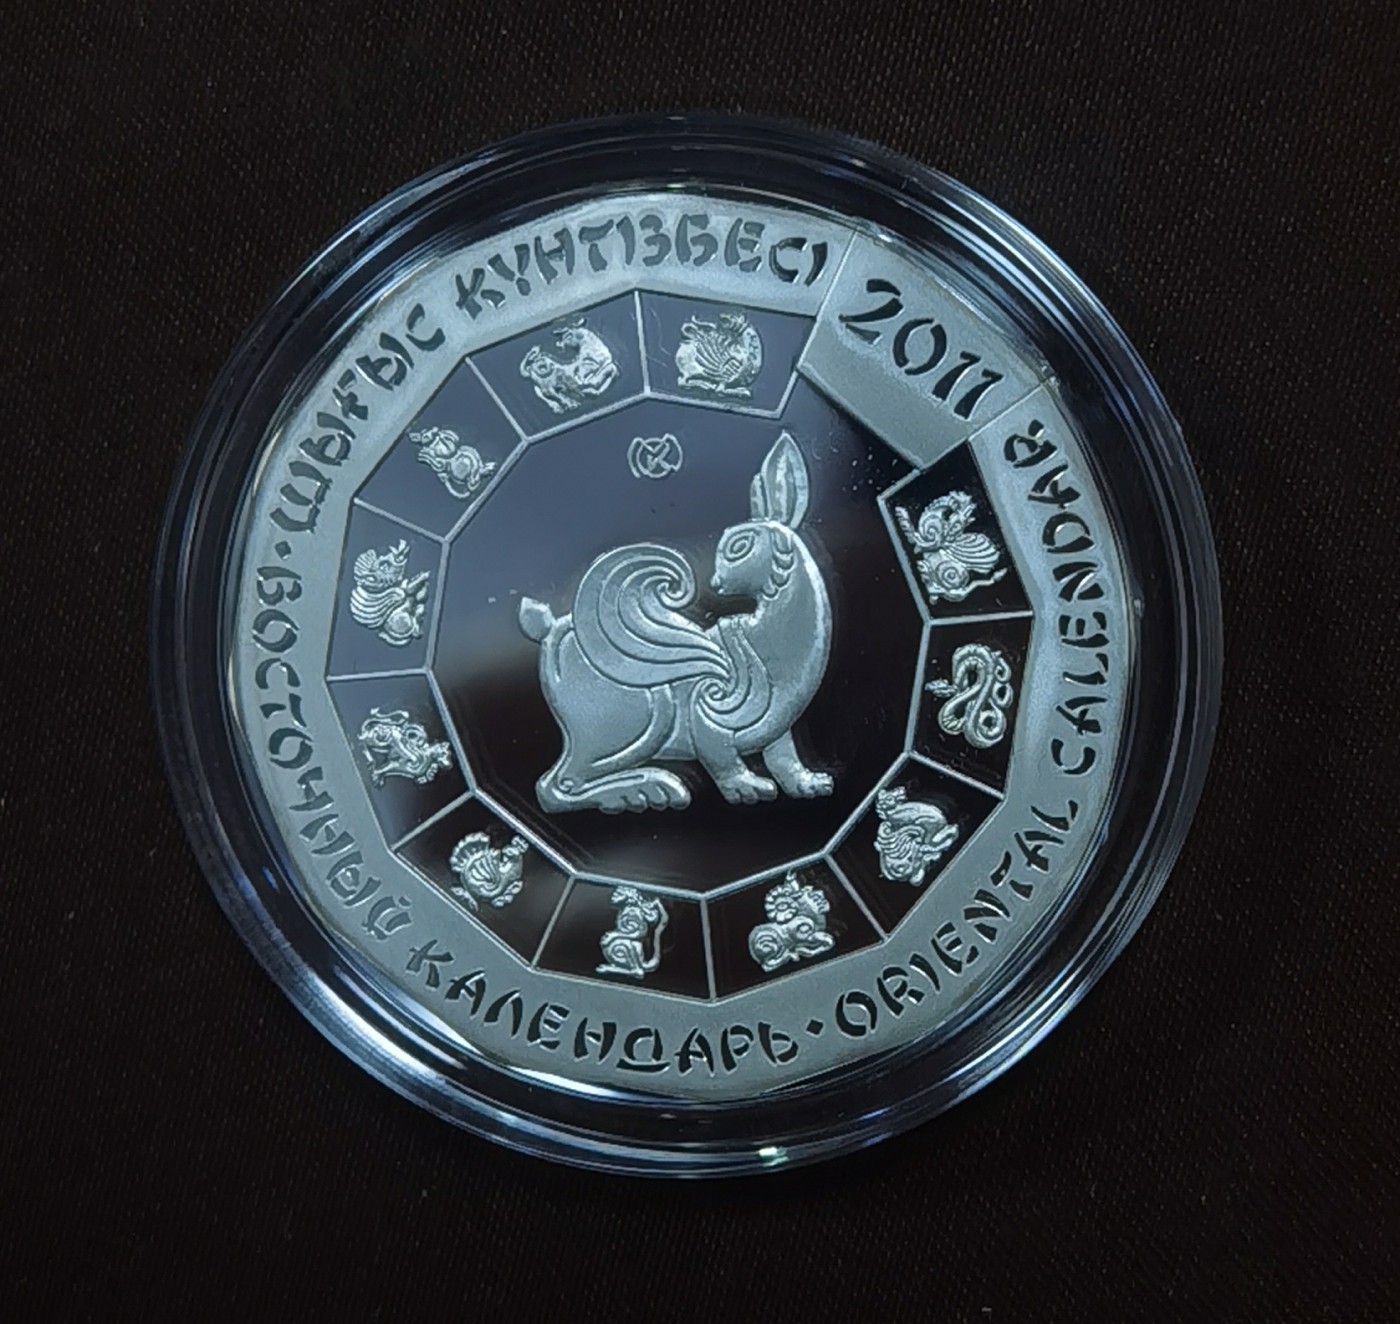 ШЫҒЫС КҮНТІЗБЕСІ
2011
ORIENTAL CALENDAR
ВОСТОЧНЫЙ КАЛЕНДАРЬ